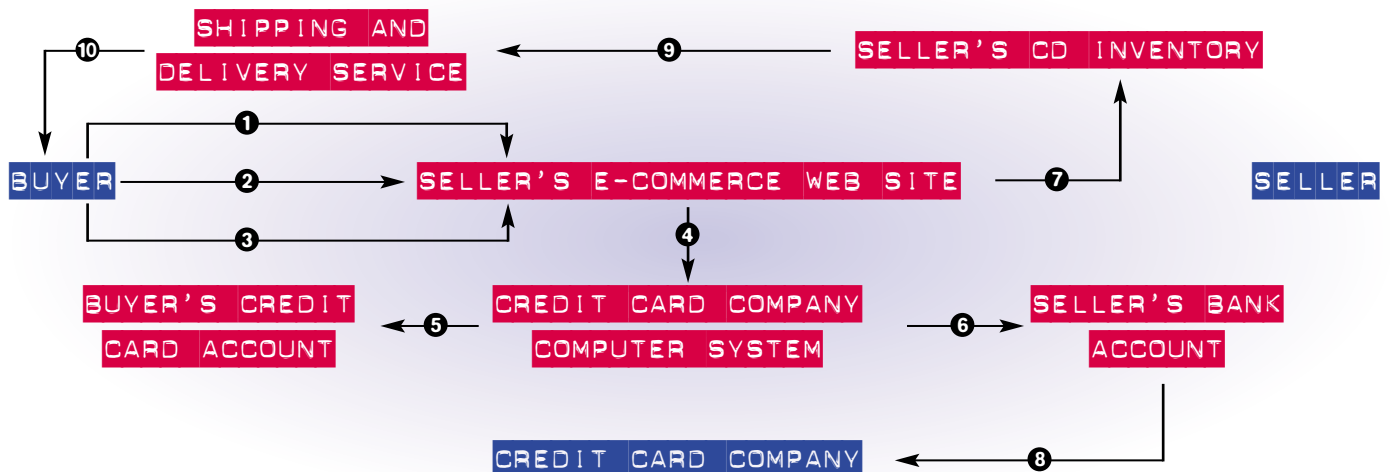 SHIPPING AND
DELIVERY SERVICE
10
9
SELLER'S CD INVENTORY
1
BUYER
2
SELLER'S E-COMMERCE WEB SITE
7
SELLER
3
4
BUYER'S CREDIT
CARD ACCOUNT
5
CREDIT CARD COMPANY
COMPUTER SYSTEM
6
SELLER'S BANK
ACCOUNT
CREDIT CARD COMPANY
8